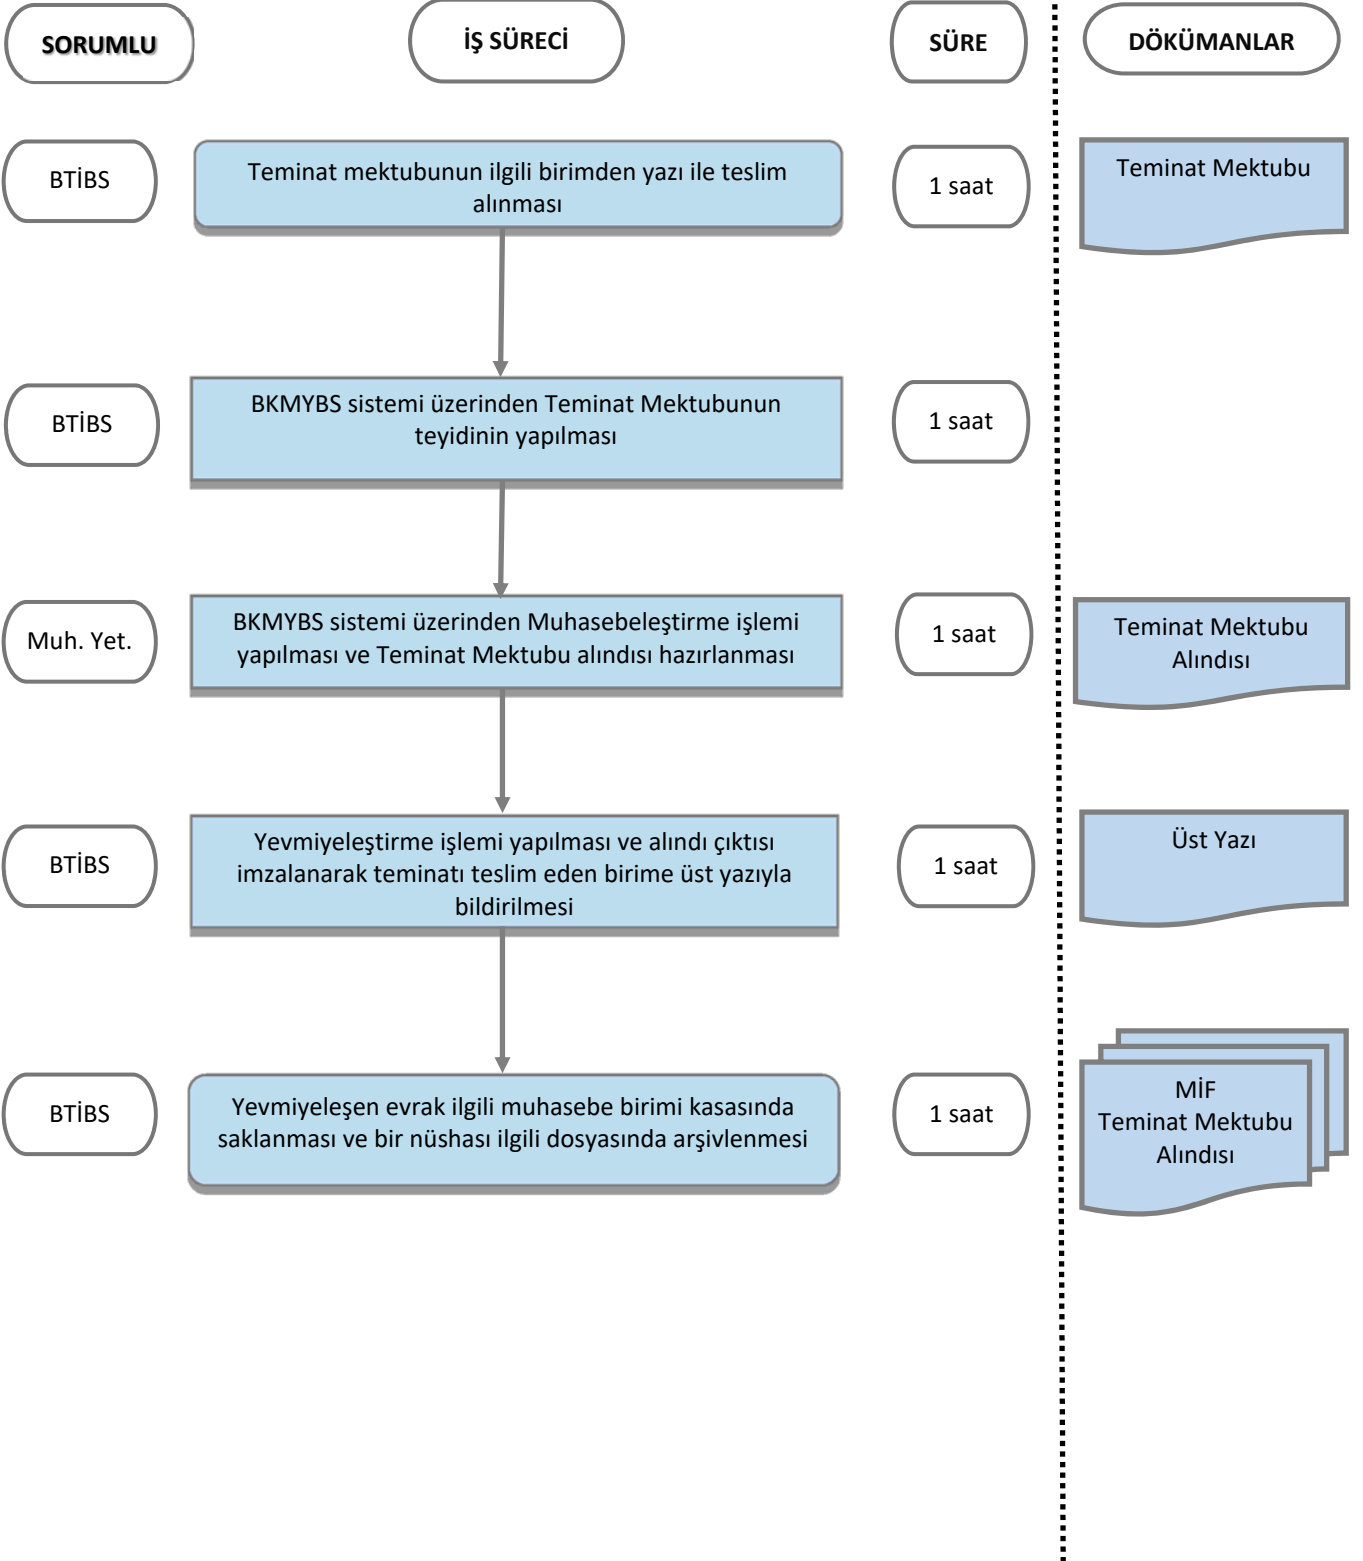 SORUMLU
İŞ SÜRECİ
SÜRE
DÖKÜMANLAR
BTİBS
Teminat mektubunun ilgili birimden yazı ile teslim
alınması
1 saat
Teminat Mektubu
BTİBS
BKMYBS sistemi üzerinden Teminat Mektubunun
teyidinin yapılması
1 saat
Muh. Yet.
BKMYBS sistemi üzerinden Muhasebeleştirme işlemi
yapılması ve Teminat Mektubu alındısı hazırlanması
1 saat
Teminat Mektubu
Alındısı
BTİBS
Yevmiyeleştirme işlemi yapılması ve alındı çıktısı
imzalanarak teminatı teslim eden birime üst yazıyla
bildirilmesi
1 saat
Üst Yazı
BTİBS
Yevmiyeleşen evrak ilgili muhasebe birimi kasasında
saklanması ve bir nüshası ilgili dosyasında arşivlenmesi
1 saat
MİF
Teminat Mektubu
Alındısı